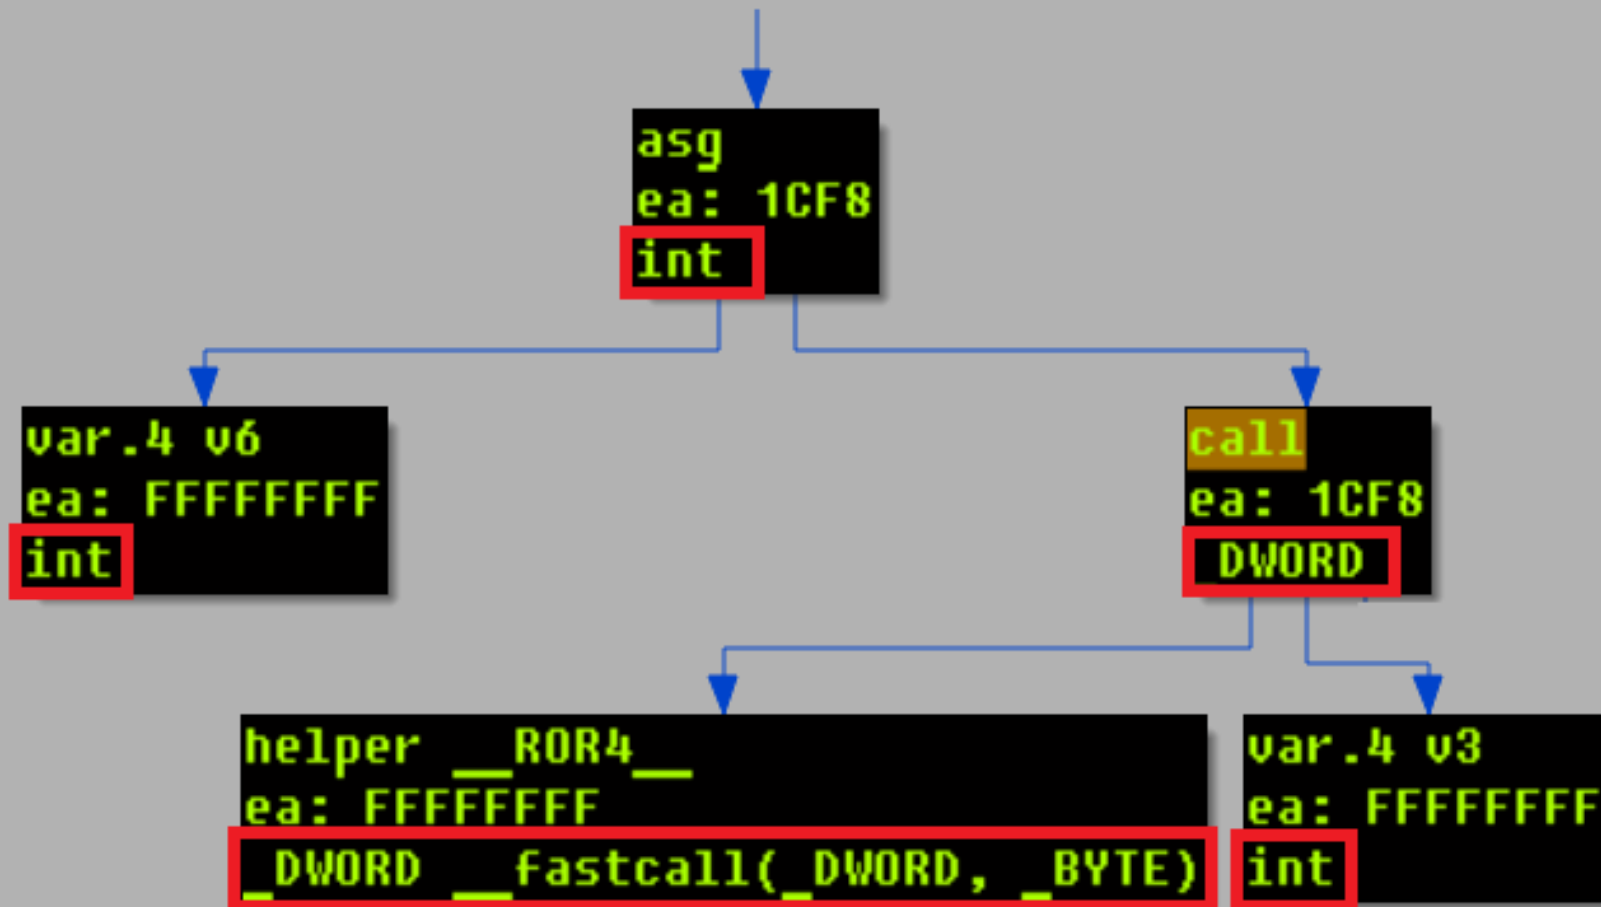 asg
ea: 1CF8
int
var.4 v6
ea: FFFFFFFF
int
call
ea: 1CF8
_DWORD
helper __ROR4__
ea: FFFFFFFF
_DWORD __fastcall(_DWORD, _BYTE)
var.4 v3
ea: FFFFFFFF
int